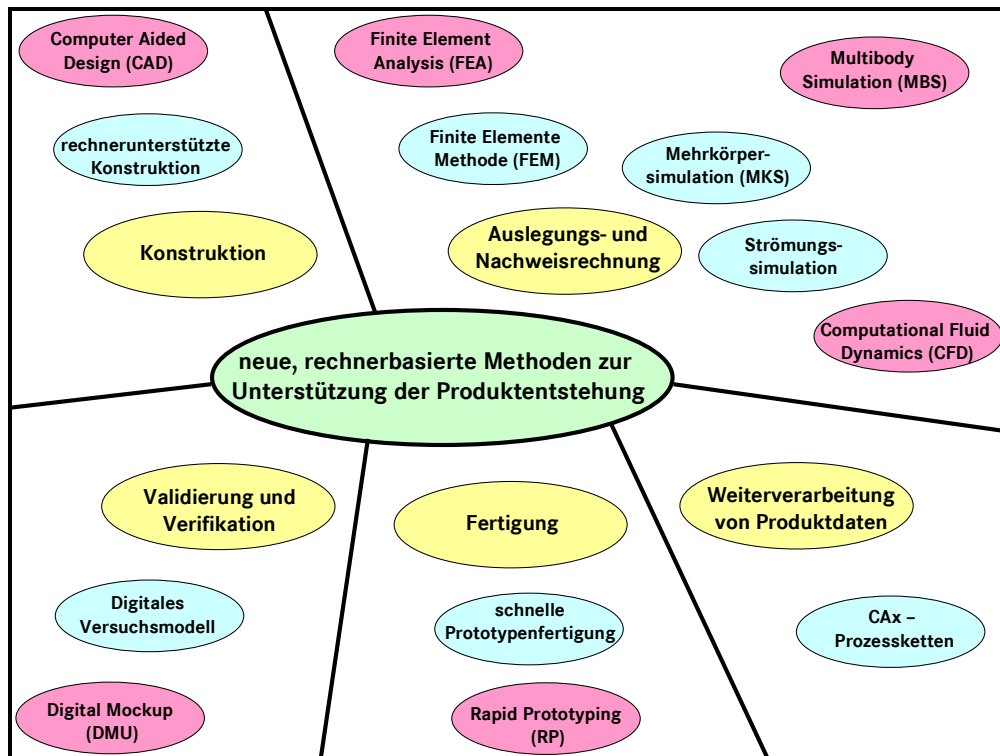 Computer Aided
Design (CAD)
rechnerunterstützte
Konstruktion
Konstruktion
Finite Element
Analysis (FEA)
Finite Elemente
Methode (FEM)
Auslegungs- und
Nachweisrechnung
Multibody
Simulation (MBS)
Mehrkörper-
simulation (MKS)
Strömungs-
simulation
Computational Fluid
Dynamics (CFD)
neue, rechnerbasierte Methoden zur
Unterstützung der Produktentstehung
Validierung und
Verifikation
Digitales
Versuchsmodell
Digital Mockup
(DMU)
Fertigung
schnelle
Prototypenfertigung
Rapid Prototyping
(RP)
Weiterverarbeitung
von Produktdaten
CAx –
Prozessketten